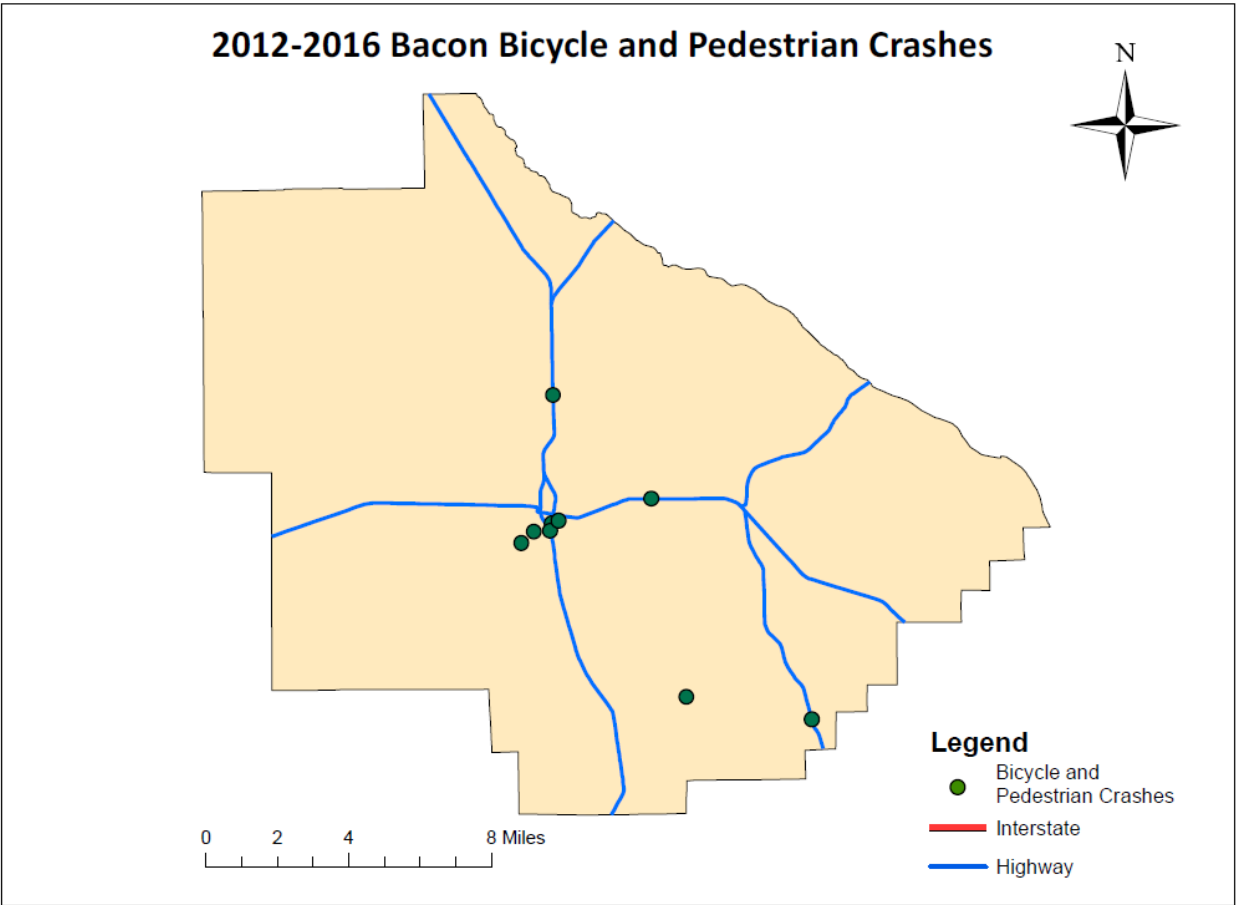 2012-2016 Bacon Bicycle and Pedestrian Crashes
N
Legend
Bicycle and
Pedestrian Crashes
Interstate
Highway
0 2 4 8 Miles